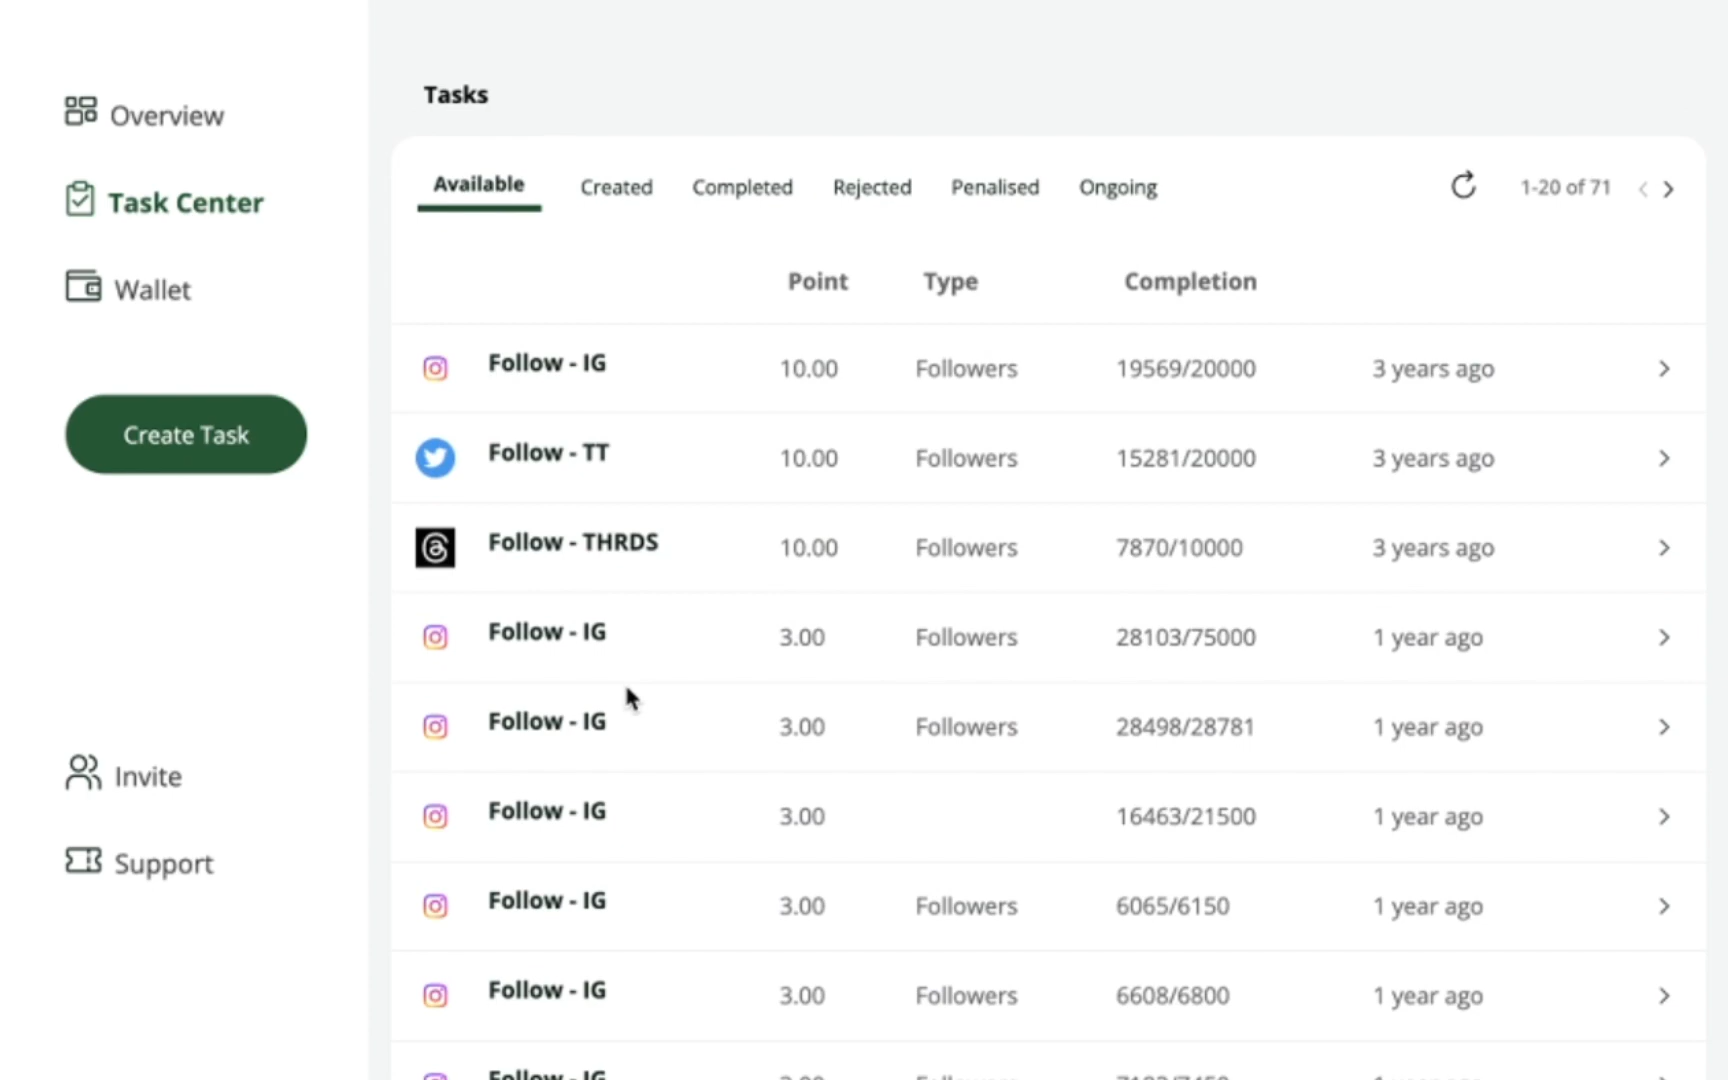 Overview
Task Center
Wallet
Create Task
Invite
Support
Tasks
Available Created Completed Rejected Penalised Ongoing 1-20 of 71
Point Type Completion
Follow - IG 10.00 Followers 19569/20000 3 years ago
Follow - TT 10.00 Followers 15281/20000 3 years ago
Follow - THRDS 10.00 Followers 7870/10000 3 years ago
Follow - IG 3.00 Followers 28103/75000 1 year ago
Follow - IG 3.00 Followers 28498/28781 1 year ago
Follow - IG 3.00 16463/21500 1 year ago
Follow - IG 3.00 Followers 6065/6150 1 year ago
Follow - IG 3.00 Followers 6608/6800 1 year ago
Follow - IG